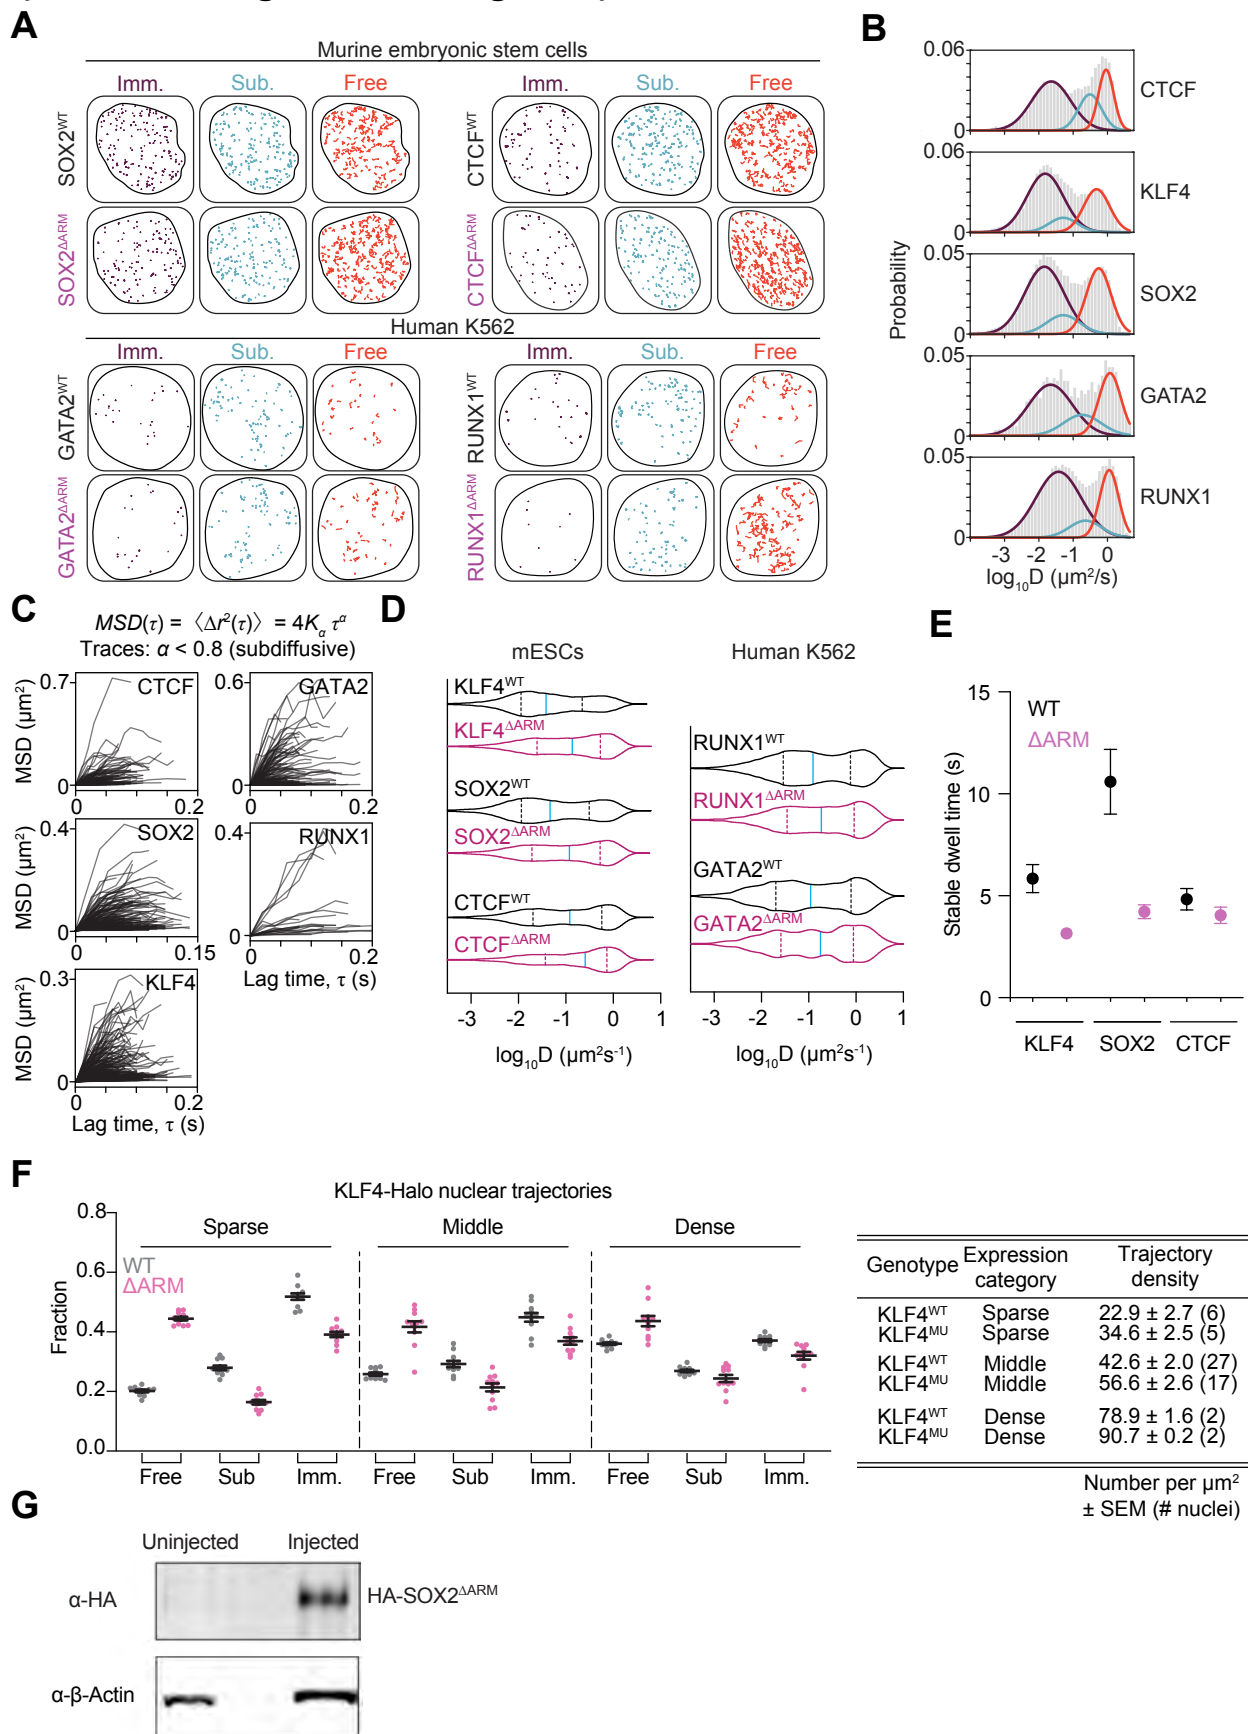 A
Murine embryonic stem cells
Imm. Sub. Free Imm. Sub. Free
SOX2WT
CTCFWT
SOX2ΔARM
CTCFΔARM
Human K562
Imm. Sub. Free Imm. Sub. Free
GATA2WT
RUNX1WT
GATA2ΔARM
RUNX1ΔARM
B
0.06
CTCF
0
0.06
KLF4
0
0.05
SOX2
0
0.05
GATA2
0
0.05
RUNX1
0
Probability
-3 -2 -1 0
log10D (μm2/s)
C
MSD(τ) = ⟨Δr2(τ)⟩ = 4Kα τα
Traces: α < 0.8 (subdiffusive)
0.7 CTCF 0.6 GATA2
MSD (μm2)
0 0
0 0.2 0 0.2
0.4 SOX2 0.4 RUNX1
MSD (μm2)
0 0
0 0.15 0 0.2
Lag time, τ (s)
0.3 KLF4
MSD (μm2)
0
0 0.2
Lag time, τ (s)
D
mESCs Human K562
KLF4WT
KLF4ΔARM
SOX2WT
SOX2ΔARM
CTCFWT
CTCFΔARM
-3 -2 -1 0 1
log10D (μm2s-1)
RUNX1WT
RUNX1ΔARM
GATA2WT
GATA2ΔARM
-3 -2 -1 0 1
log10D (μm2s-1)
E
15
WT
ΔARM
10
5
0
Stable dwell time (s)
KLF4 SOX2 CTCF
F
KLF4-Halo nuclear trajectories
0.8
Sparse Middle Dense
WT
ΔARM
0.6
0.4
0.2
0.0
Fraction
Free Sub Imm. Free Sub Imm. Free Sub Imm.
Genotype Expression category Trajectory density
KLF4WT Sparse 22.9 ± 2.7 (6)
KLF4MU Sparse 34.6 ± 2.5 (5)
KLF4WT Middle 42.6 ± 2.0 (27)
KLF4MU Middle 56.6 ± 2.6 (17)
KLF4WT Dense 78.9 ± 1.6 (2)
KLF4MU Dense 90.7 ± 0.2 (2)
Number per μm2
± SEM (# nuclei)
G
Uninjected Injected
α-HA HA-SOX2ΔARM
α-β-Actin